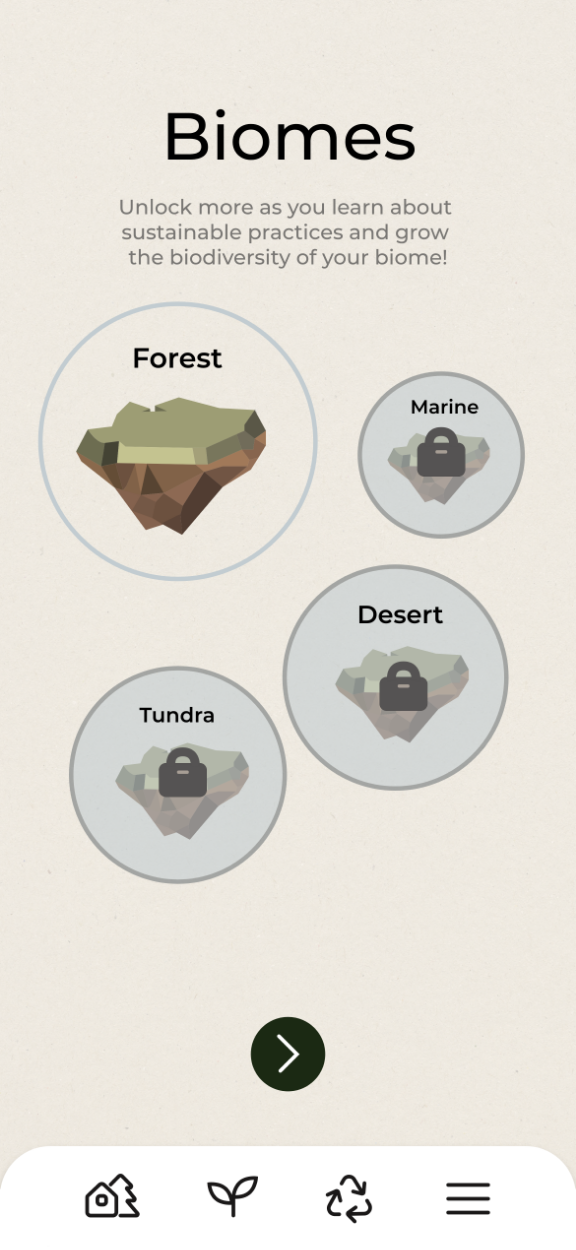 Biomes
Unlock more as you learn about
sustainable practices and grow
the biodiversity of your biome!
Forest
Marine
Desert
Tundra